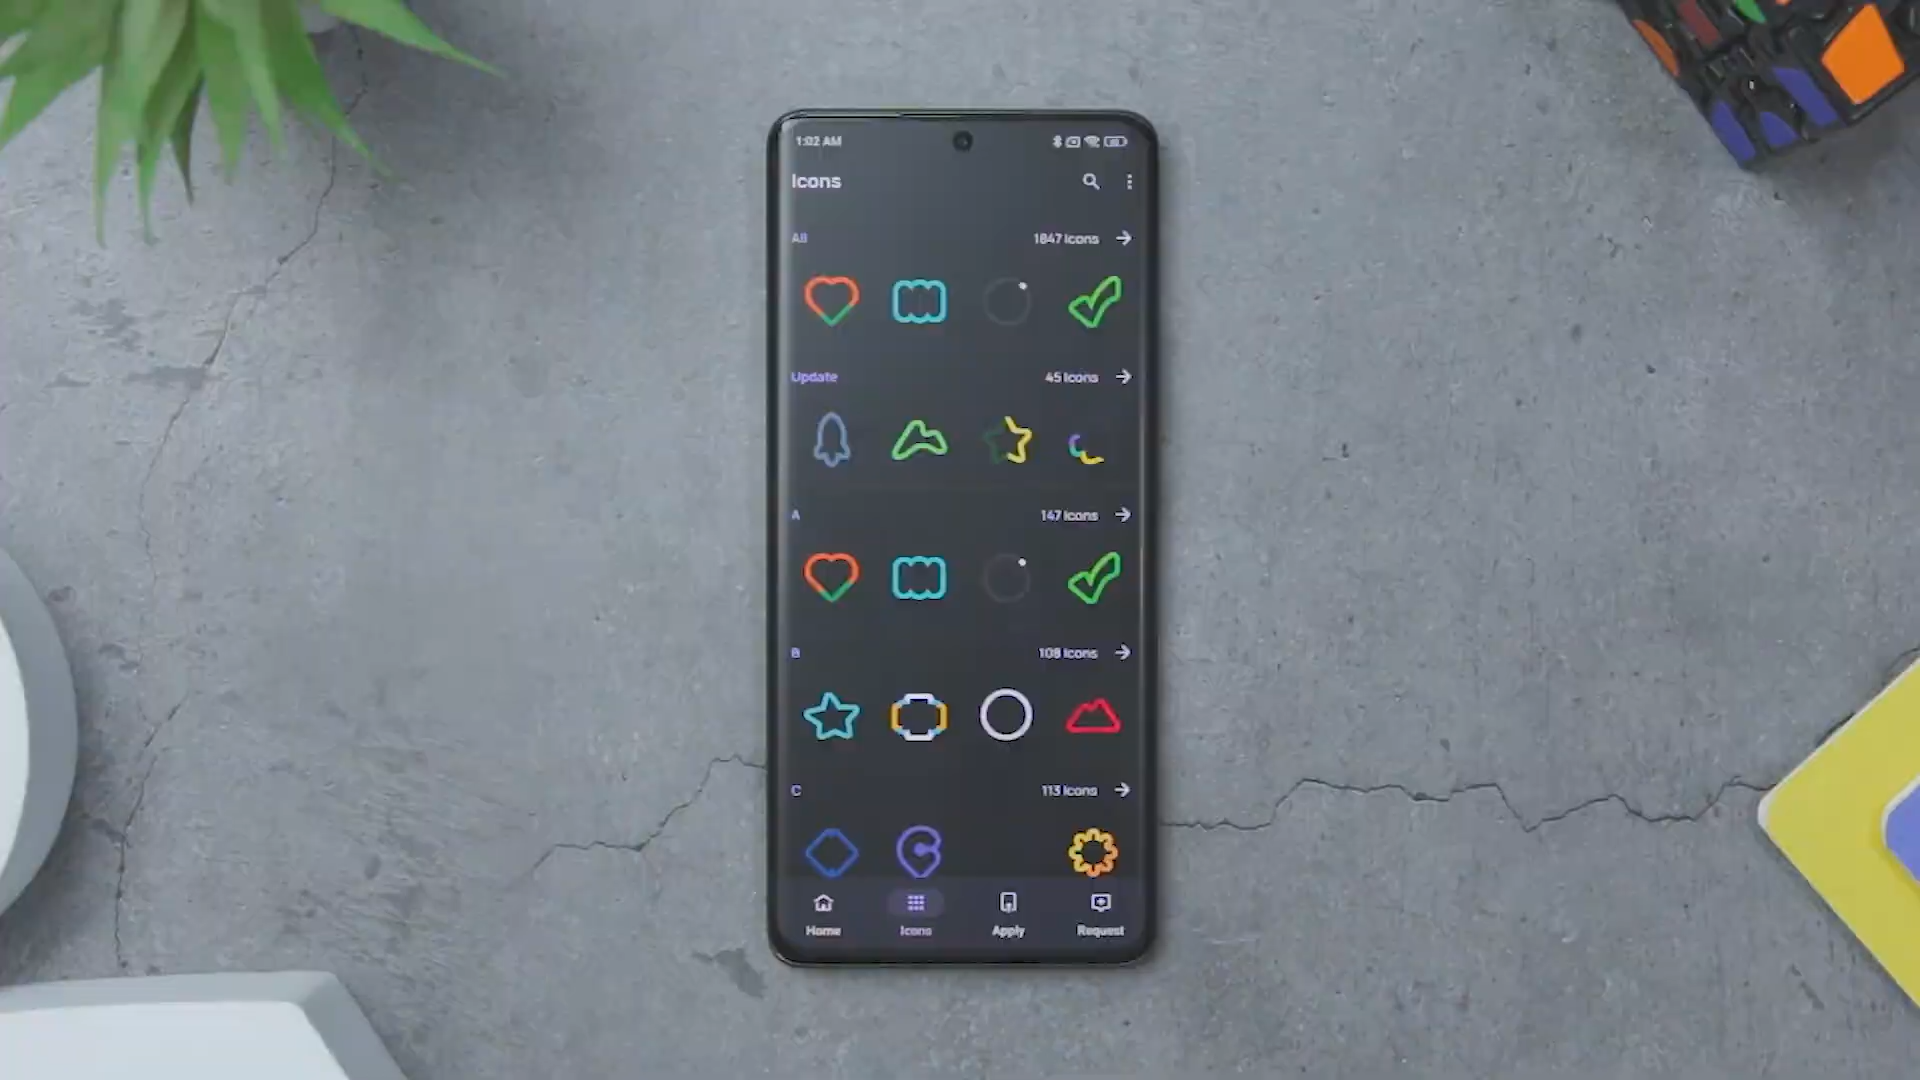 1:02 AM
Icons
All 1847 Icons
Update 45 Icons
A 147 Icons
B 108 Icons
C 113 Icons
Home Icons Apply Request